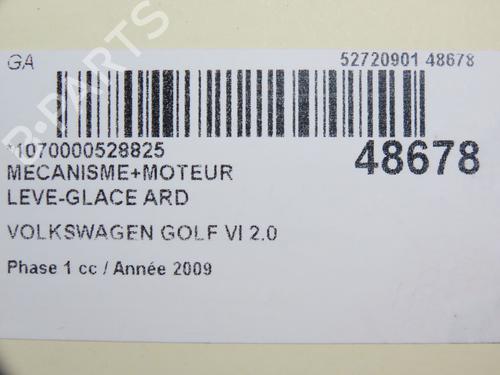 GA
52720901 48678
*1070000528825
48678
MECANISME+MOTEUR
LEVE-GLACE ARD
VOLKSWAGEN GOLF VI 2.0
Phase 1 cc / Année 2009
B-PARTS